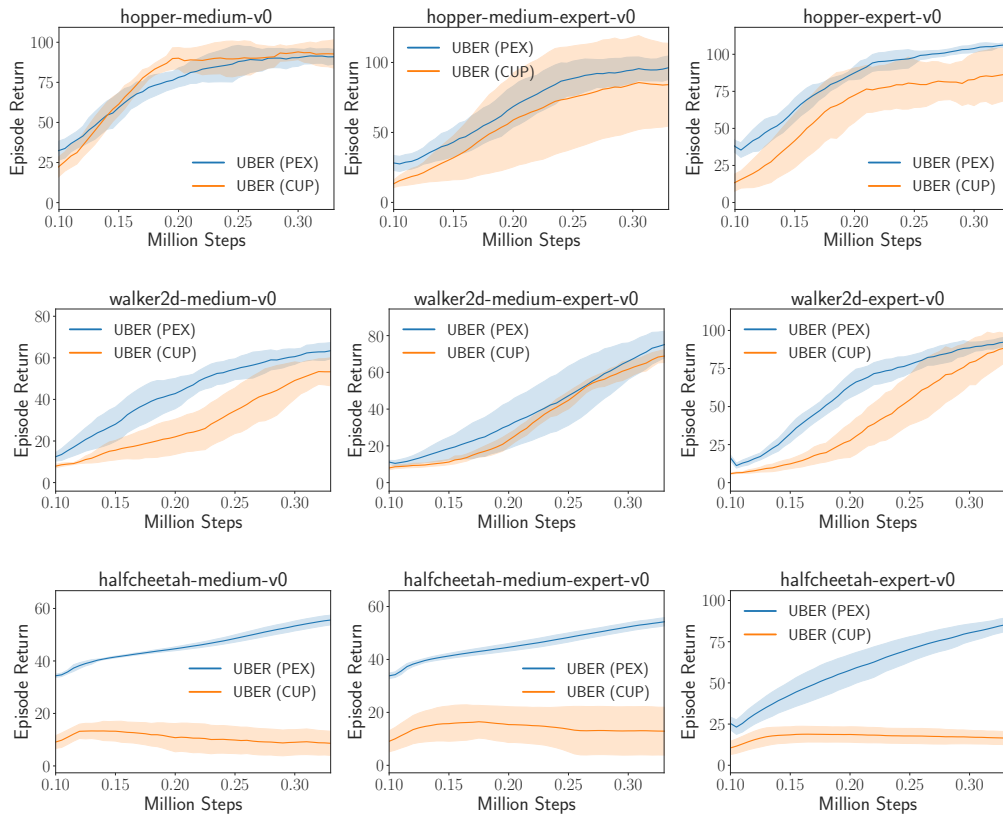 hopper-medium-v0
Episode Return
100
75
50
25
0
UBER (PEX)
UBER (CUP)
0.10 0.15 0.20 0.25 0.30
Million Steps
hopper-medium-expert-v0
Episode Return
100
50
0
UBER (PEX)
UBER (CUP)
0.10 0.15 0.20 0.25 0.30
Million Steps
hopper-expert-v0
Episode Return
100
75
50
25
0
UBER (PEX)
UBER (CUP)
0.10 0.15 0.20 0.25 0.30
Million Steps
walker2d-medium-v0
Episode Return
80
60
40
20
0
UBER (PEX)
UBER (CUP)
0.10 0.15 0.20 0.25 0.30
Million Steps
walker2d-medium-expert-v0
Episode Return
80
60
40
20
0
UBER (PEX)
UBER (CUP)
0.10 0.15 0.20 0.25 0.30
Million Steps
walker2d-expert-v0
Episode Return
100
75
50
25
0
UBER (PEX)
UBER (CUP)
0.10 0.15 0.20 0.25 0.30
Million Steps
halfcheetah-medium-v0
Episode Return
60
40
20
0
UBER (PEX)
UBER (CUP)
0.10 0.15 0.20 0.25 0.30
Million Steps
halfcheetah-medium-expert-v0
Episode Return
60
40
20
0
UBER (PEX)
UBER (CUP)
0.10 0.15 0.20 0.25 0.30
Million Steps
halfcheetah-expert-v0
Episode Return
100
75
50
25
0
UBER (PEX)
UBER (CUP)
0.10 0.15 0.20 0.25 0.30
Million Steps